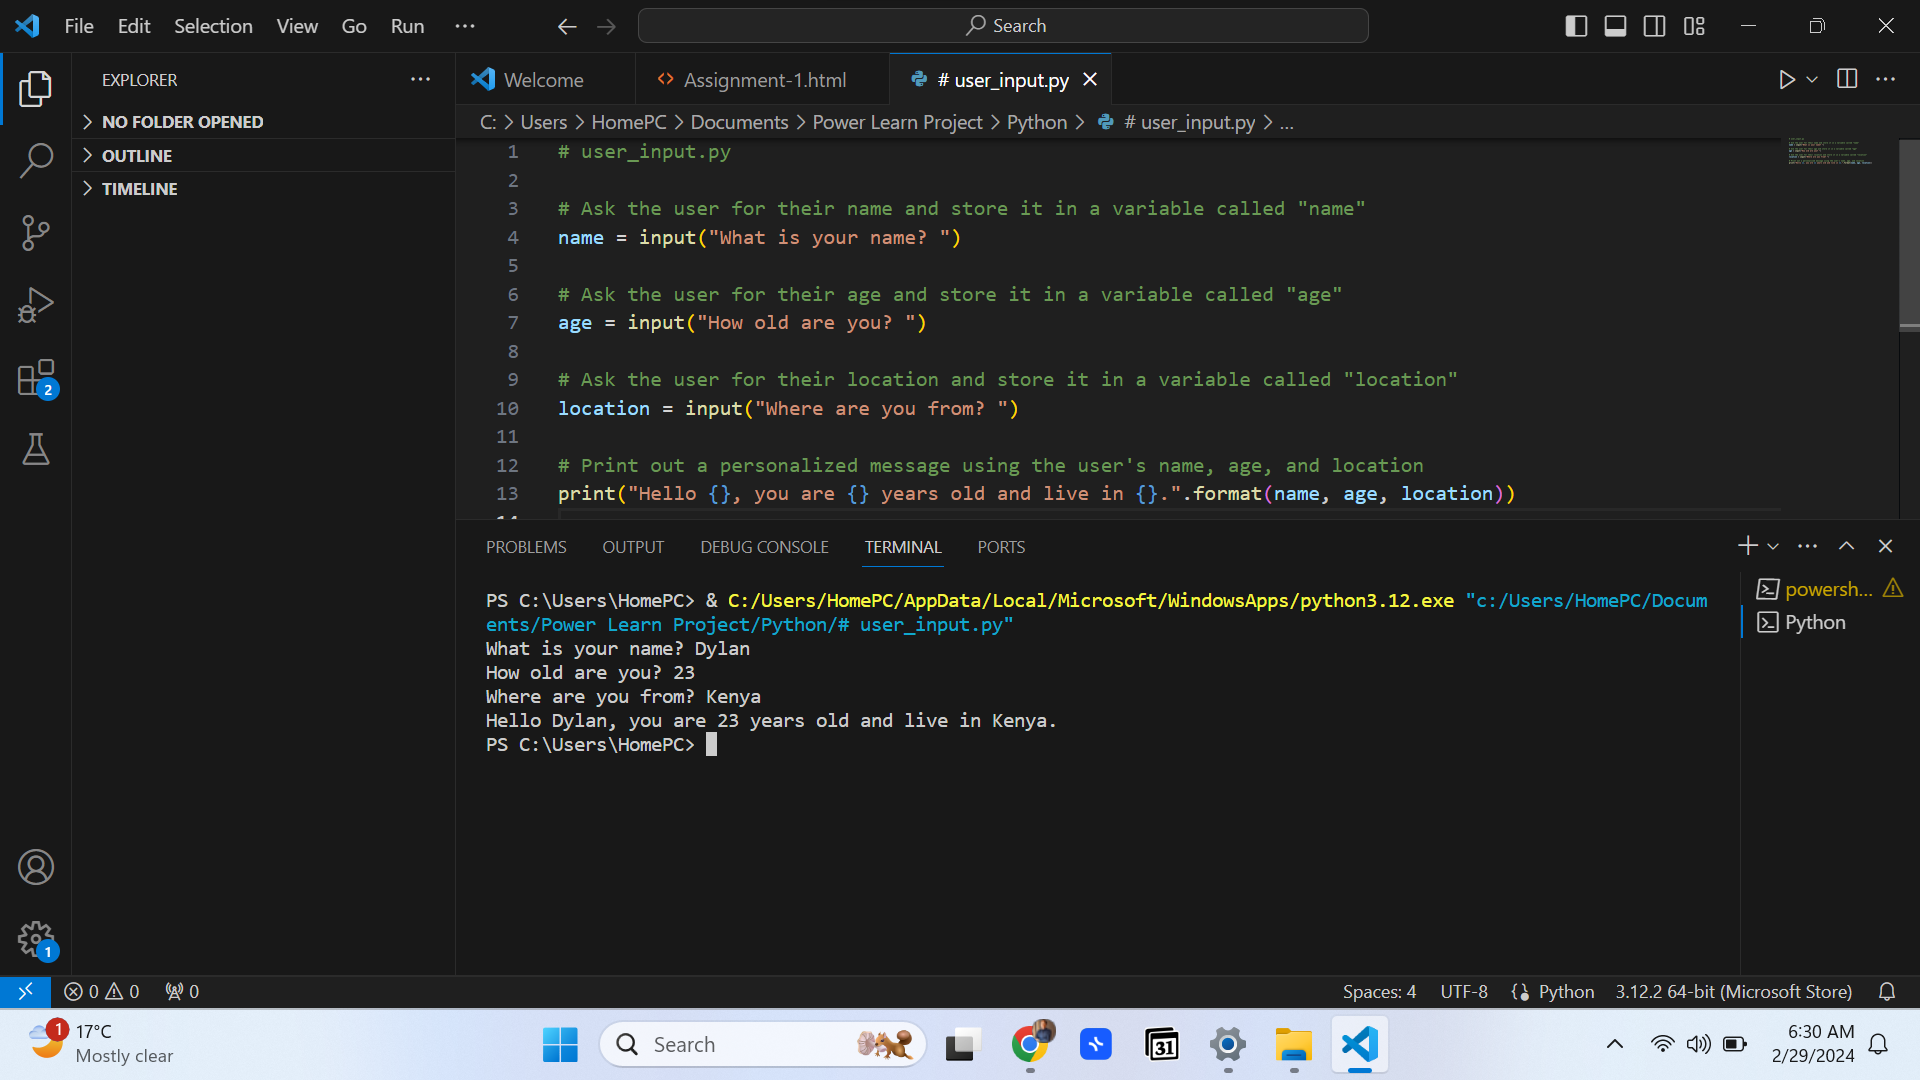 File Edit Selection View Go Run ... Search
EXPLORER ...
NO FOLDER OPENED
OUTLINE
TIMELINE
Welcome Assignment-1.html # user_input.py
C: > Users > HomePC > Documents > Power Learn Project > Python > # user_input.py > ...
1 # user_input.py
2
3 # Ask the user for their name and store it in a variable called "name"
4 name = input("What is your name? ")
5
6 # Ask the user for their age and store it in a variable called "age"
7 age = input("How old are you? ")
8
9 # Ask the user for their location and store it in a variable called "location"
10 location = input("Where are you from? ")
11
12 # Print out a personalized message using the user's name, age, and location
13 print("Hello {}, you are {} years old and live in {}.".format(name, age, location))
2
1
PROBLEMS OUTPUT DEBUG CONSOLE TERMINAL PORTS
PS C:\Users\HomePC> & C:/Users/HomePC/AppData/Local/Microsoft/WindowsApps/python3.12.exe "c:/Users/HomePC/Docum
ents/Power Learn Project/Python/# user_input.py"
What is your name? Dylan
How old are you? 23
Where are you from? Kenya
Hello Dylan, you are 23 years old and live in Kenya.
PS C:\Users\HomePC>
powersh...
Python
0 0 0 Spaces: 4 UTF-8 Python 3.12.2 64-bit (Microsoft Store)
1 17°C
Mostly clear
Search
31
6:30 AM
2/29/2024